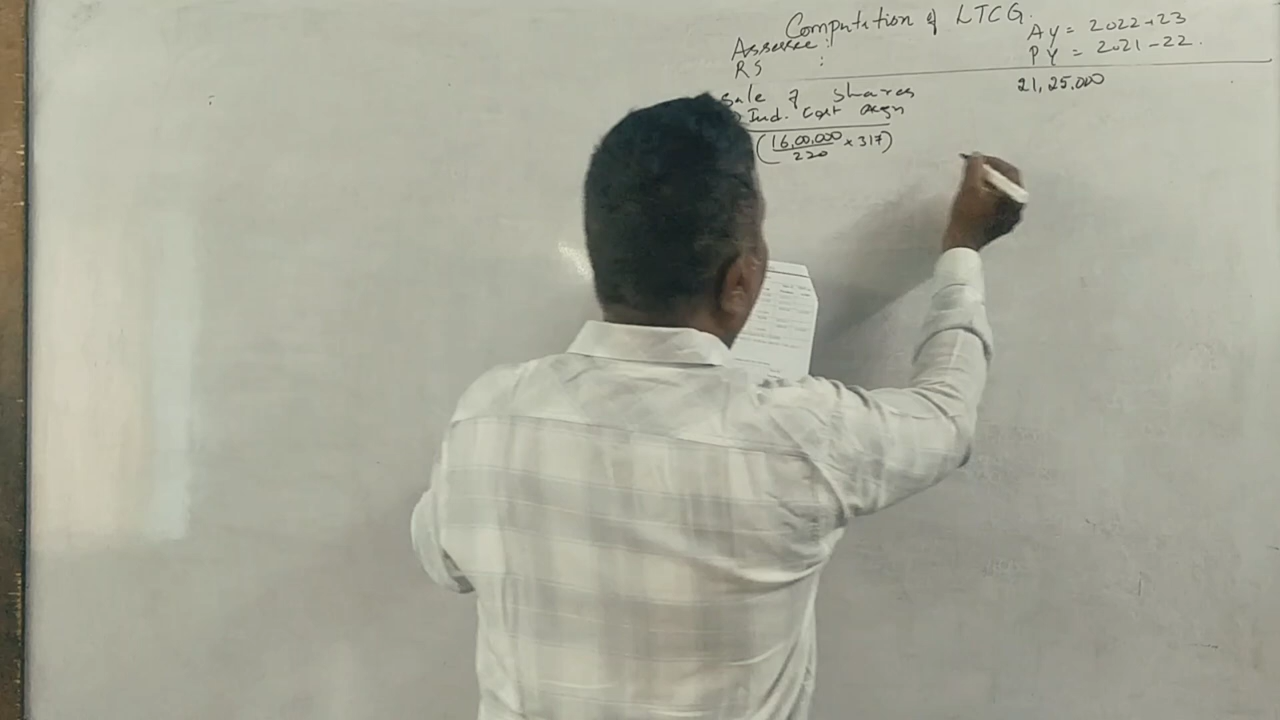 Computation of LTCG.
Assessee :
AY = 2022-23
RS :
PY = 2021-22.
Sale of shares 21,25,000
Ind. Cost Aqn
(16,00,000/220 × 317)